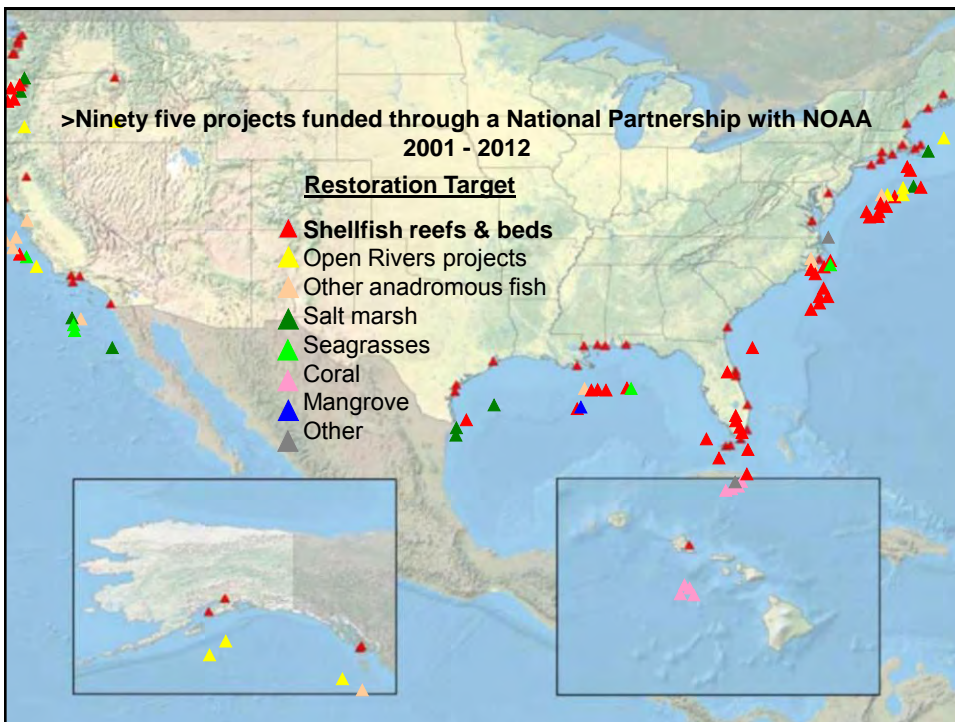 >Ninety five projects funded through a National Partnership with NOAA
2001 - 2012
Restoration Target
Shellfish reefs & beds
Open Rivers projects
Other anadromous fish
Salt marsh
Seagrasses
Coral
Mangrove
Other